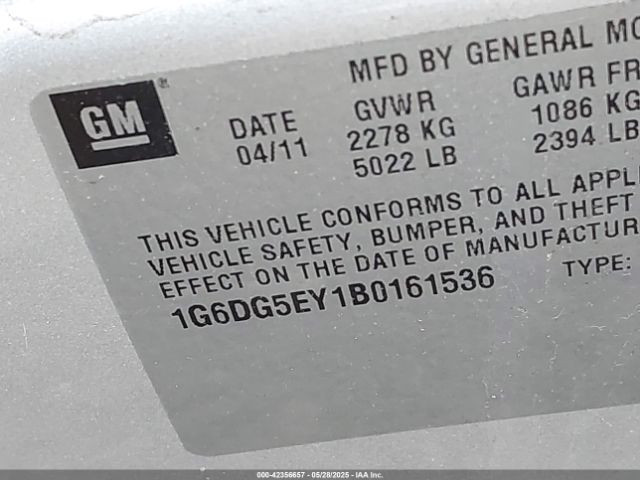 GM®
MFD BY GENERAL MO
DATE
04/11
GVWR
2278 KG
5022 LB
GAWR FR
1086 KG
2394 LB
THIS VEHICLE CONFORMS TO ALL APPL
VEHICLE SAFETY, BUMPER, AND THEFT
EFFECT ON THE DATE OF MANUFACTUR
1G6DG5EY1B0161536
TYPE:
000-42356657 - 05/28/2025 - IAA Inc.